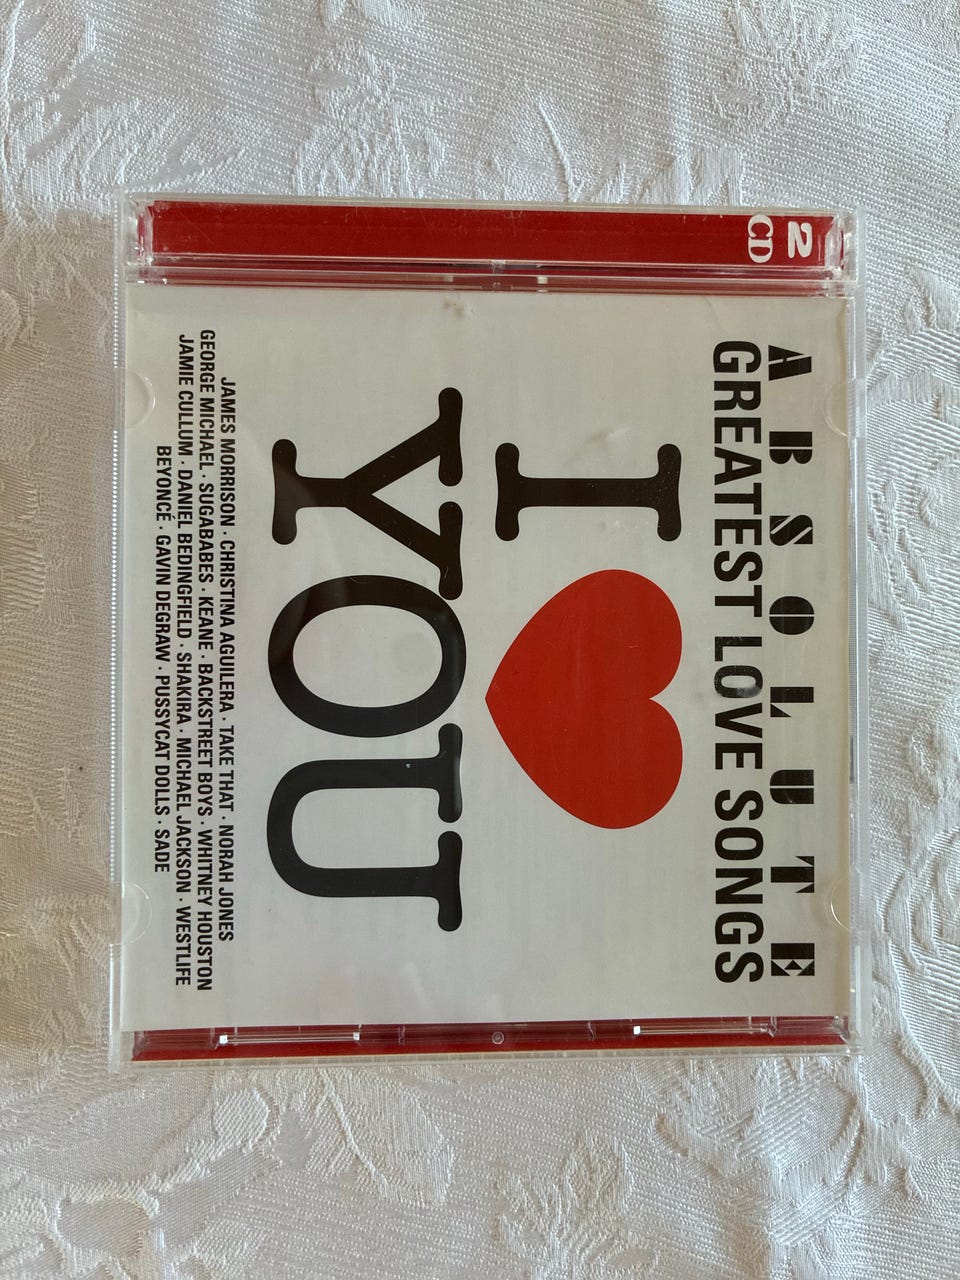 2
CD
ABSOLUTE
GREATEST LOVE SONGS
I ♥
YOU
JAMES MORRISON · CHRISTINA AGUILERA · TAKE THAT · NORAH JONES
GEORGE MICHAEL · SUGABABES · KEANE · BACKSTREET BOYS · WHITNEY HOUSTON
JAMIE CULLUM · DANIEL BEDINGFIELD · SHAKIRA · MICHAEL JACKSON · WESTLIFE
BEYONCÉ · GAVIN DEGRAW · PUSSYCAT DOLLS · SADE